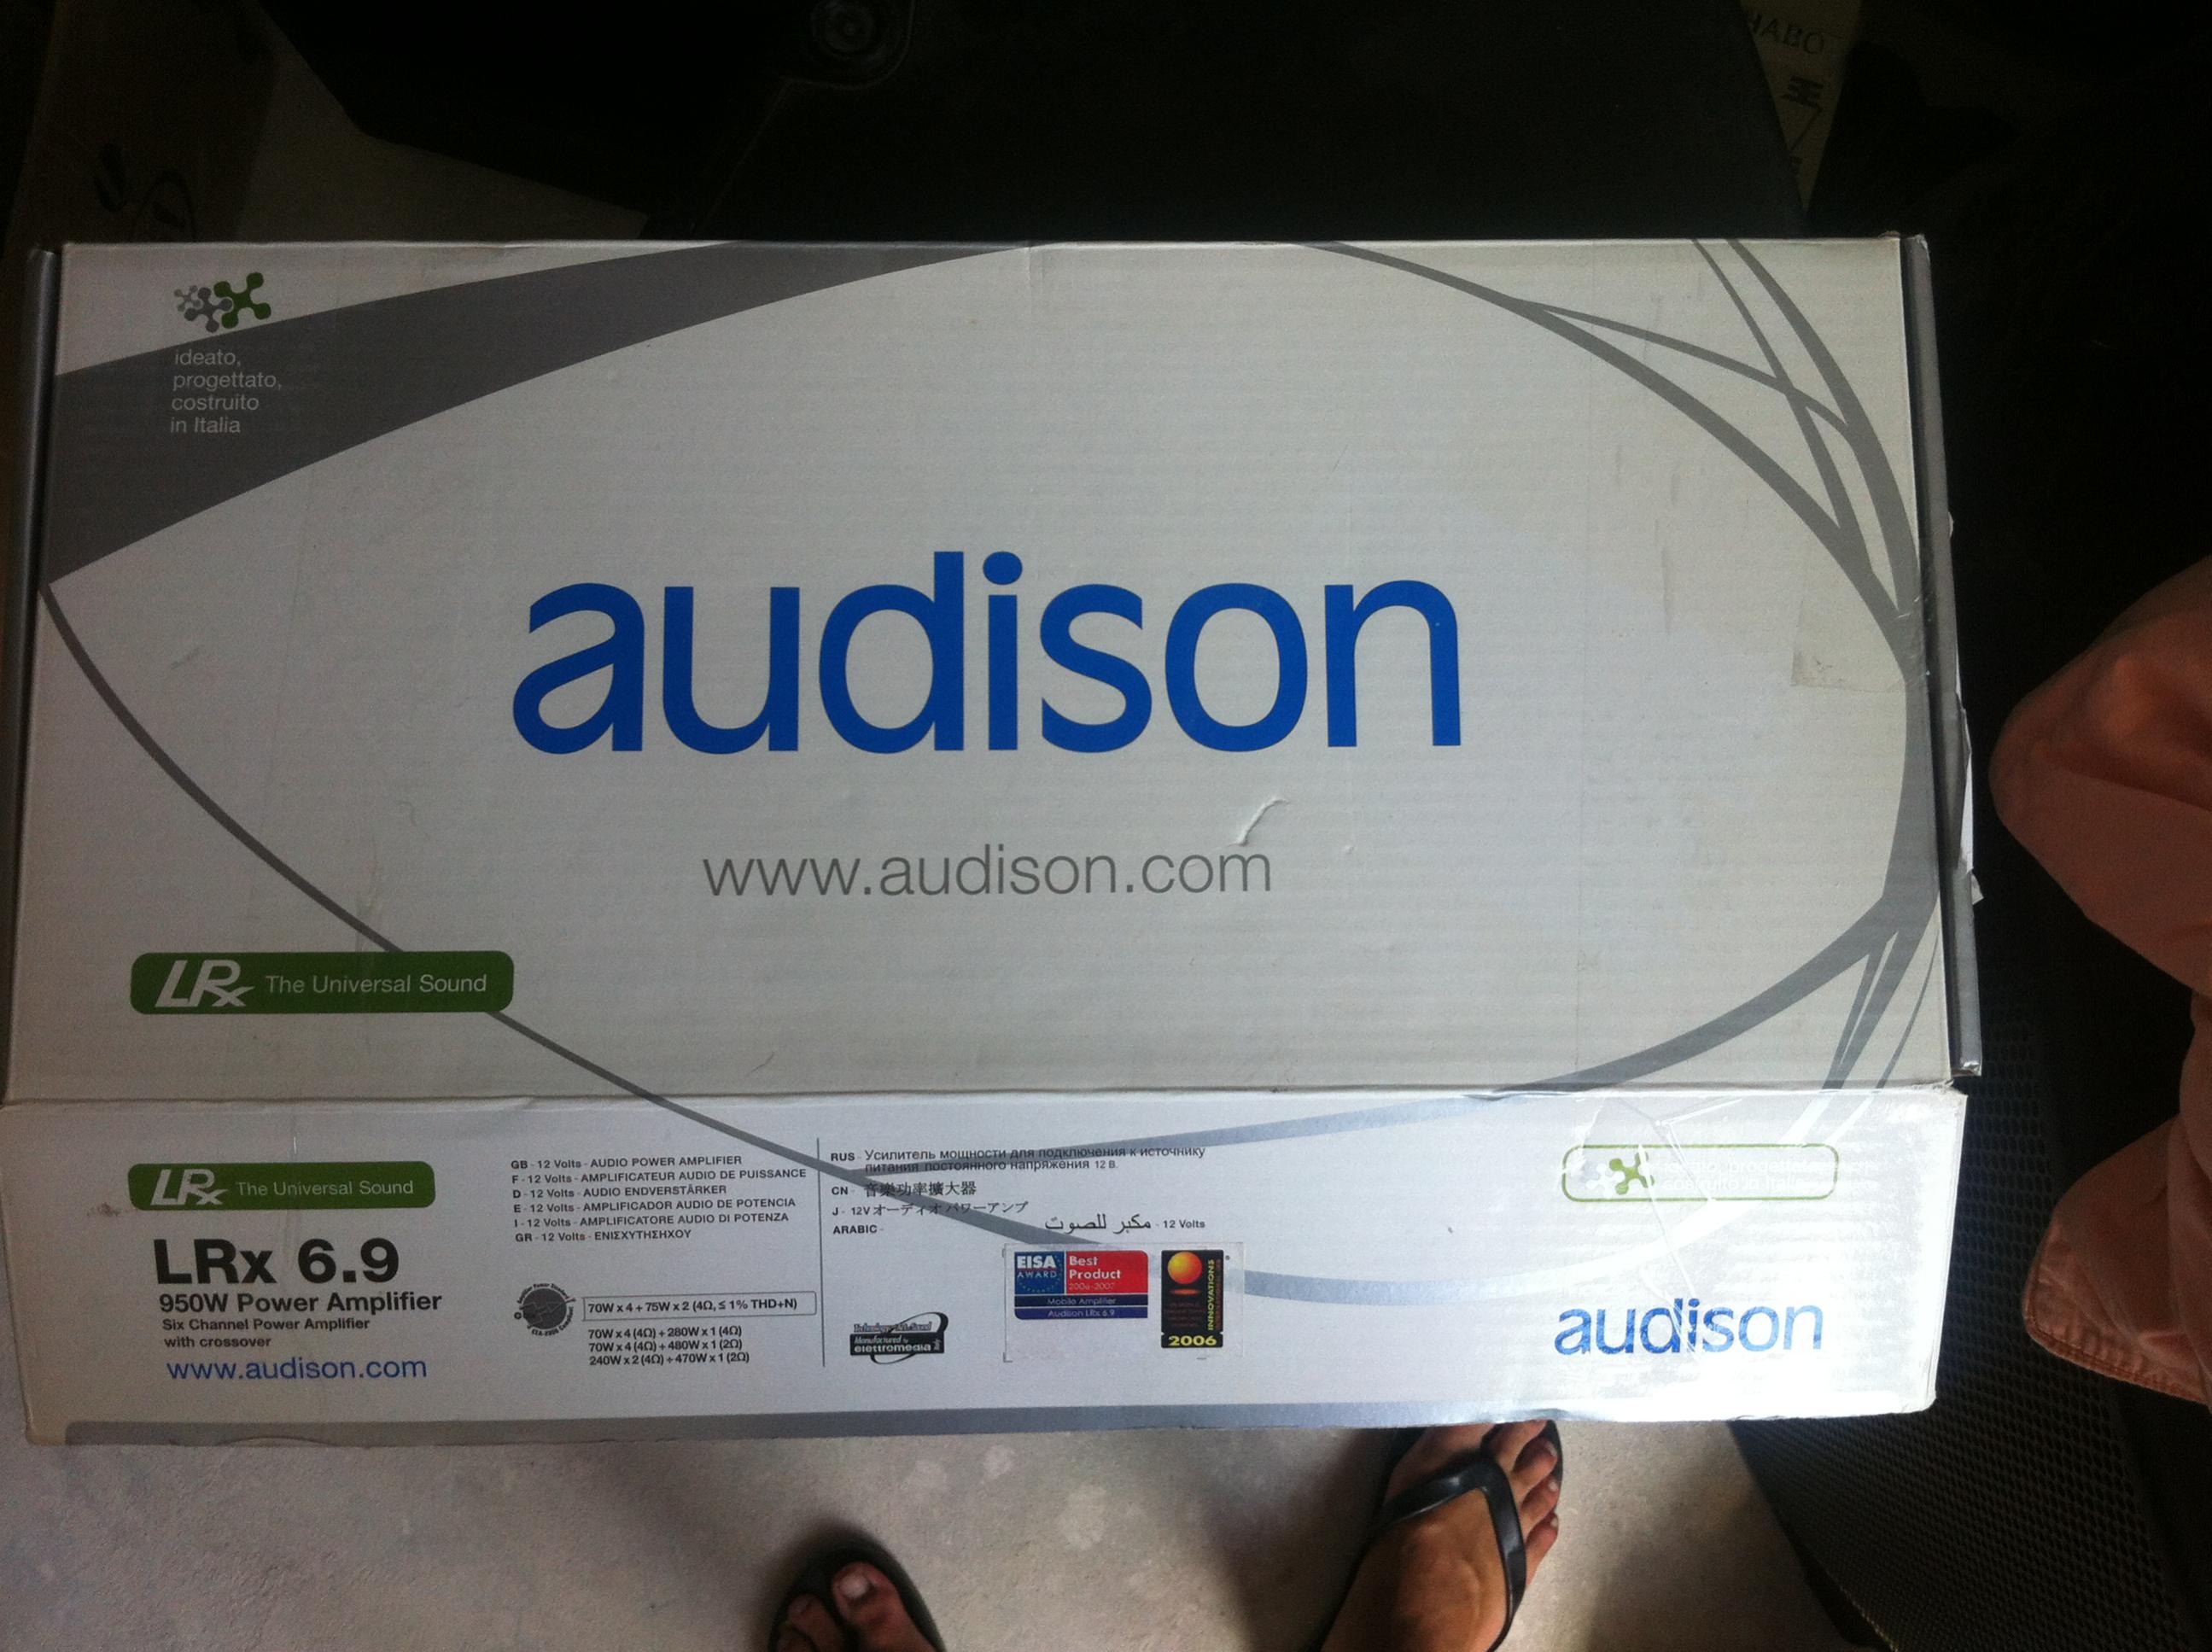 ideato,
progettato,
costruito
in Italia
audison
www.audison.com
LRx The Universal Sound
LRx The Universal Sound
LRx 6.9
950W Power Amplifier
Six Channel Power Amplifier
with crossover
www.audison.com
GB - 12 Volts - AUDIO POWER AMPLIFIER
F - 12 Volts - AMPLIFICATEUR AUDIO DE PUISSANCE
D - 12 Volts - AUDIO ENDVERSTÄRKER
E - 12 Volts - AMPLIFICADOR AUDIO DE POTENCIA
I - 12 Volts - AMPLIFICATORE AUDIO DI POTENZA
GR - 12 Volts - ΕΝΙΣΧΥΤΗΣΗΧΟΥ
70W x 4 + 75W x 2 (4Ω, ≤ 1% THD+N)
70W x 4 (4Ω) + 280W x 1 (4Ω)
70W x 4 (4Ω) + 480W x 1 (2Ω)
240W x 2 (4Ω) + 470W x 1 (2Ω)
RUS - Усилитель мощности для подключения к источнику
питания постоянного напряжения 12 В.
CN - 音樂功率擴大器
J - 12V オーディオ パワーアンプ
ARABIC - مكبر للصوت - 12 Volts
Manufactured by
elettromedia
EISA
AWARD
Best
Product
2006-2007
Mobile Amplifier
Audison LRx 6.9
INNOVATIONS
2006
audison
HABO